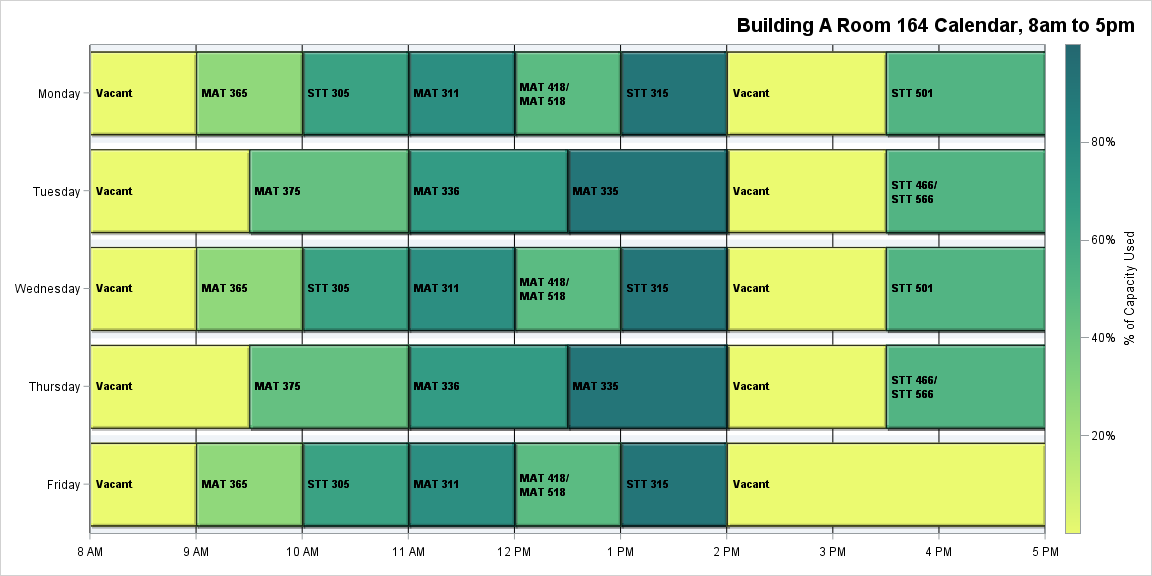 Building A Room 164 Calendar, 8am to 5pm
Monday
Vacant
MAT 365
STT 305
MAT 311
MAT 418/
MAT 518
STT 315
Vacant
STT 501
Tuesday
Vacant
MAT 375
MAT 336
MAT 335
Vacant
STT 466/
STT 566
Wednesday
Vacant
MAT 365
STT 305
MAT 311
MAT 418/
MAT 518
STT 315
Vacant
STT 501
Thursday
Vacant
MAT 375
MAT 336
MAT 335
Vacant
STT 466/
STT 566
Friday
Vacant
MAT 365
STT 305
MAT 311
MAT 418/
MAT 518
STT 315
Vacant
8 AM
9 AM
10 AM
11 AM
12 PM
1 PM
2 PM
3 PM
4 PM
5 PM
80%
60%
40%
20%
% of Capacity Used